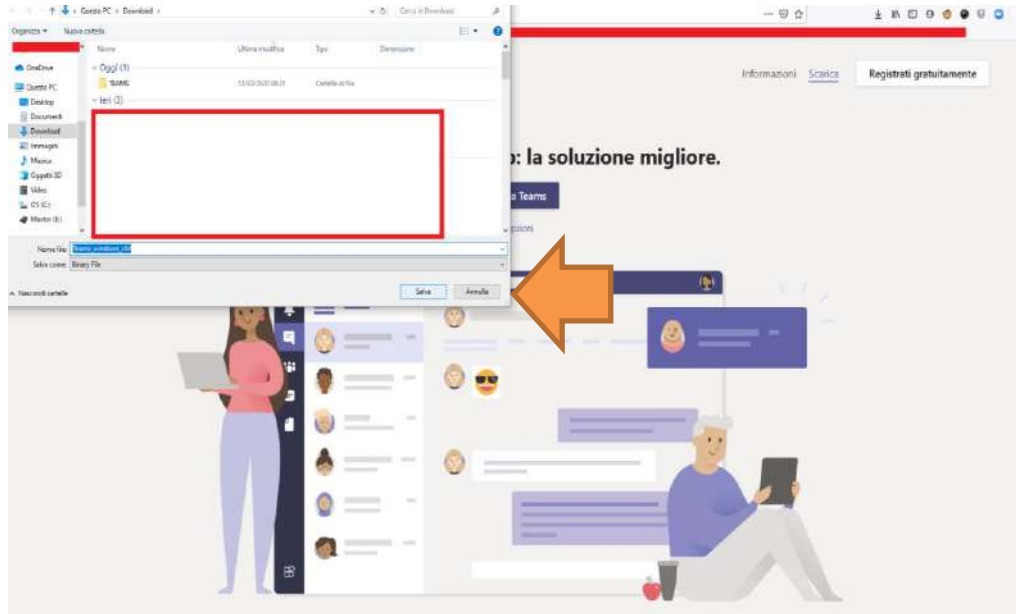 Questo PC › Download ›
Cerca in Download
Organizza
Nuova cartella
Nome
Ultima modifica
Tipo
Dimensione
OneDrive
Questo PC
Desktop
Documenti
Download
Immagini
Musica
Oggetti 3D
Video
OS (C:)
Oggi (1)
TEAMS
Cartella di file
Ieri (3)
Nome file:
Teams_windows_x64
Salva come:
Binary File
Nascondi cartelle
Salva
Annulla
Informazioni
Scarica
Registrati gratuitamente
: la soluzione migliore.
a Teams